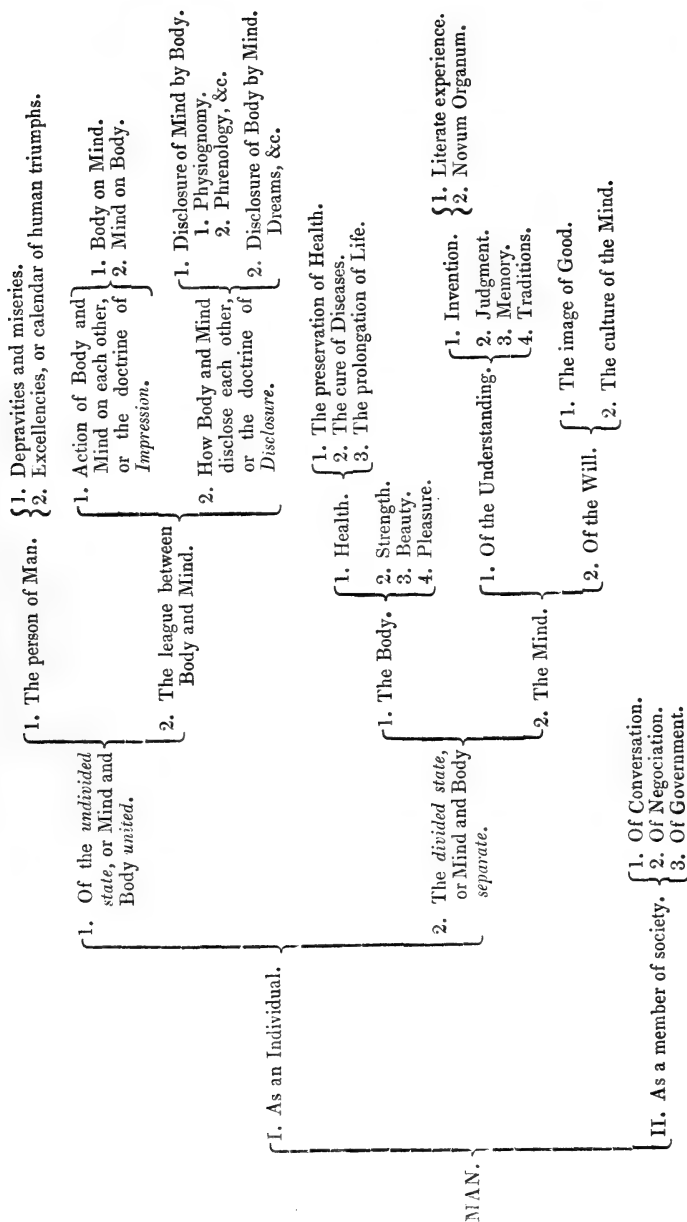 MAN.
I. As an Individual.
1. Of the undivided
state, or Mind and
Body united.
1. The person of Man.
1. Depravities and miseries.
2. Excellencies, or calendar of human triumphs.
2. The league between
Body and Mind.
1. Action of Body and
Mind on each other,
or the doctrine of
Impression.
1. Body on Mind.
2. Mind on Body.
2. How Body and Mind
disclose each other,
or the doctrine of
Disclosure.
1. Disclosure of Mind by Body.
1. Physiognomy.
2. Phrenology, &c.
2. Disclosure of Body by Mind.
Dreams, &c.
2. The divided state,
or Mind and Body
separate.
1. The Body.
1. Health.
1. The preservation of Health.
2. The cure of Diseases.
3. The prolongation of Life.
2. Strength.
3. Beauty.
4. Pleasure.
2. The Mind.
1. Of the Understanding.
1. Invention.
1. Literate experience.
2. Novum Organum.
2. Judgment.
3. Memory.
4. Traditions.
2. Of the Will.
1. The image of Good.
2. The culture of the Mind.
II. As a member of society.
1. Of Conversation.
2. Of Negociation.
3. Of Government.